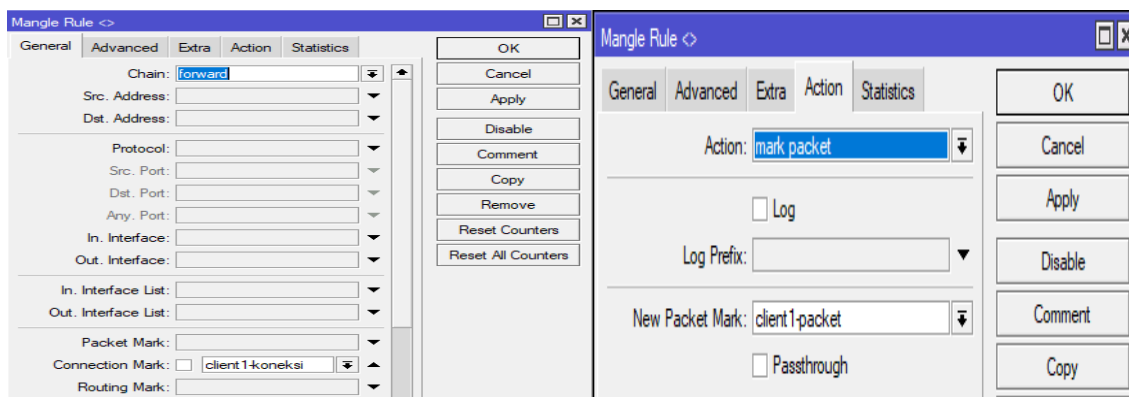 Mangle Rule <>
General Advanced Extra Action Statistics
Chain: forward
Src. Address:
Dst. Address:
Protocol:
Src. Port:
Dst. Port:
Any. Port:
In. Interface:
Out. Interface:
In. Interface List:
Out. Interface List:
Packet Mark:
Connection Mark: client1-koneksi
Routing Mark:
OK
Cancel
Apply
Disable
Comment
Copy
Remove
Reset Counters
Reset All Counters
Mangle Rule <>
General Advanced Extra Action Statistics
Action: mark packet
Log
Log Prefix:
New Packet Mark: client1-packet
Passthrough
OK
Cancel
Apply
Disable
Comment
Copy